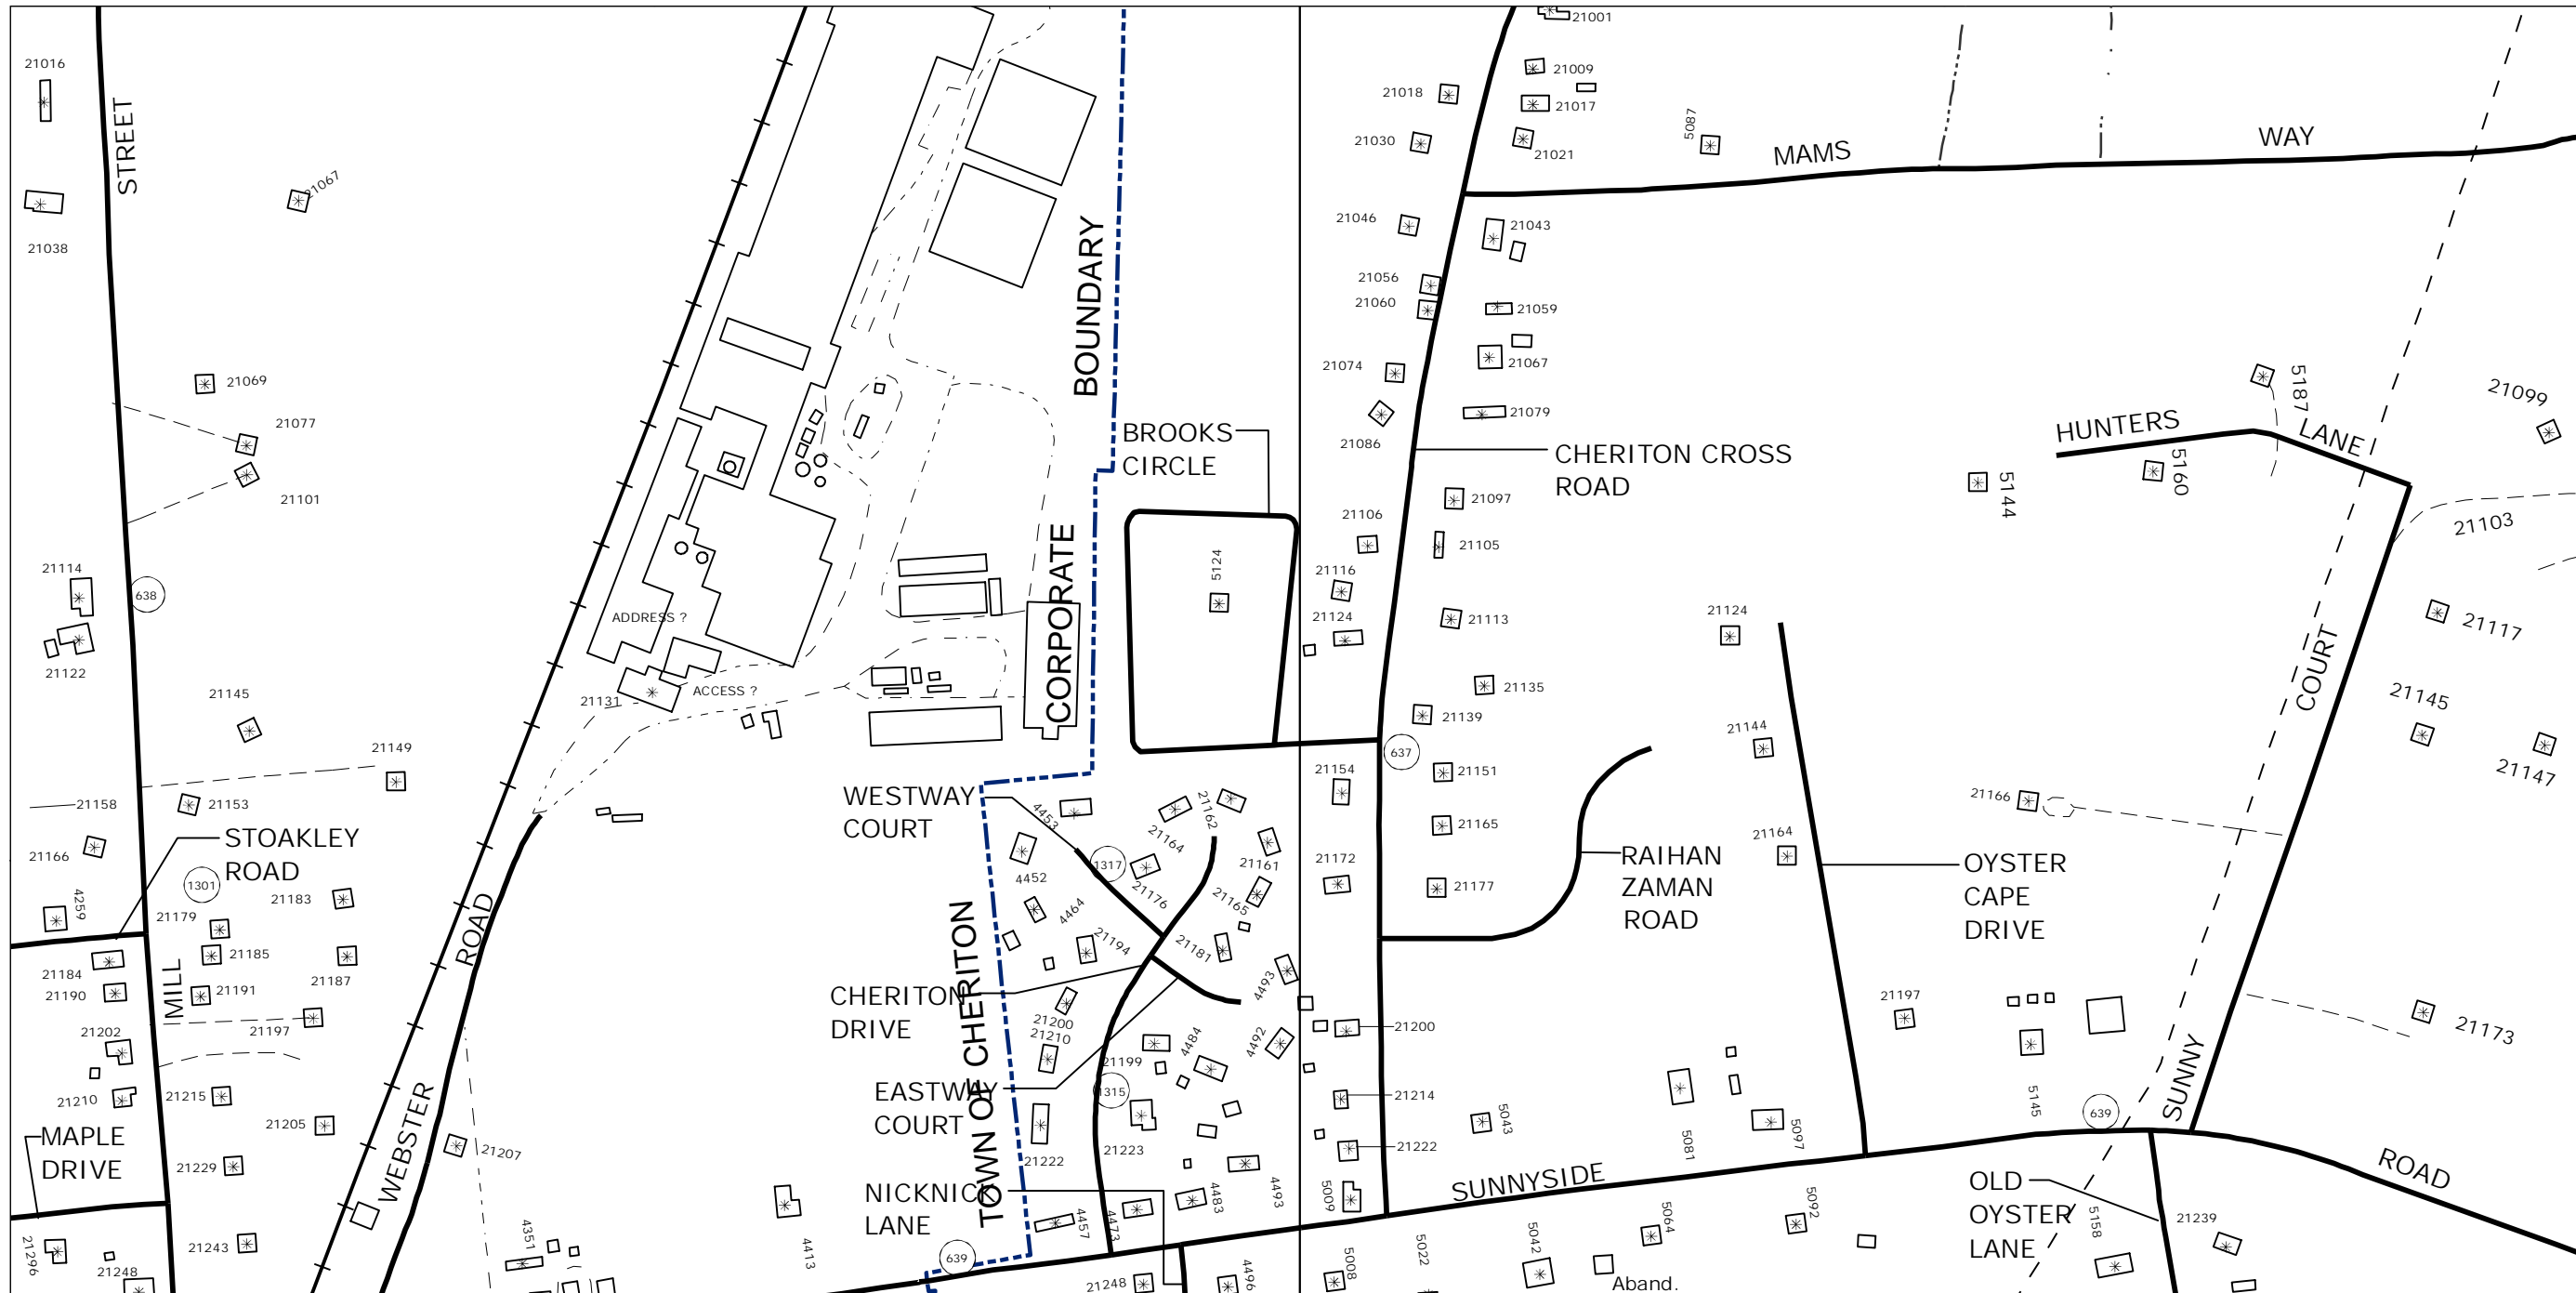 21016
STREET
21038
21067
21069
21077
21101
21114
638
21122
21145
21149
21158
21153
21166
STOAKLEY
ROAD
1301
4259
21179
21183
21184
21185
21190
MILL
21191
21187
21202
21197
21210
21215
21205
MAPLE
DRIVE
21229
21296
21248
21243
WEBSTER
ROAD
21207
4351
4413
ADDRESS ?
ACCESS ?
21131
CORPORATE
BOUNDARY
TOWN OF CHERITON
BROOKS
CIRCLE
5124
WESTWAY
COURT
4453
4452
4464
1317
21164
21162
21161
21176
21165
21194
21181
4493
CHERITON
DRIVE
21200
21210
21199
4484
4492
EASTWAY
COURT
1315
21222
21223
NICKNICK
LANE
4457
4473
4483
4493
639
21248
4496
21001
21009
21018
21017
21030
21021
5087
MAMS
WAY
21046
21043
21056
21060
21059
21074
21067
21079
21086
CHERITON CROSS
ROAD
21097
21106
21105
21116
21113
21124
21135
21139
637
21154
21151
21165
21172
21177
21200
21214
21222
5009
5008
5022
RAIHAN
ZAMAN
ROAD
21124
21144
21164
OYSTER
CAPE
DRIVE
21166
21197
HUNTERS
LANE
5187
5160
5144
21099
21103
21117
SUNNY
COURT
21145
21147
21173
5043
5081
5097
5145
639
SUNNYSIDE
ROAD
5042
5064
5092
Aband.
OLD
OYSTER
LANE
5158
21239